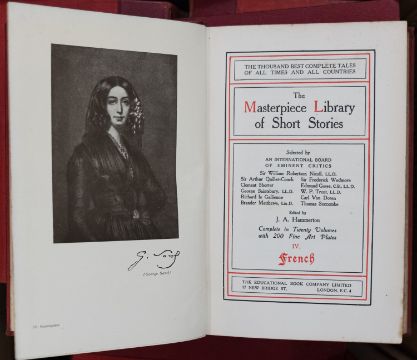 G. Sand
(George Sand)
THE THOUSAND BEST COMPLETE TALES
OF ALL TIMES AND ALL COUNTRIES
The
Masterpiece Library
of Short Stories
Selected by
AN INTERNATIONAL BOARD
OF EMINENT CRITICS
Sir William Robertson Nicoll, LL.D.
Sir Arthur Quiller-Couch Sir Frederick Wedmore
Clement Shorter Edmund Gosse, C.B., LL.D.
George Saintsbury, LL.D. W. P. Trent, LL.D.
Richard le Gallienne Carl Van Doren
Brander Matthews, Litt.D. Thomas Seccombe
Edited by
J. A. Hammerton
Complete in Twenty Volumes
with 200 Fine Art Plates
IV.
French
THE EDUCATIONAL BOOK COMPANY LIMITED
17 NEW BRIDGE ST. LONDON, E.C.4